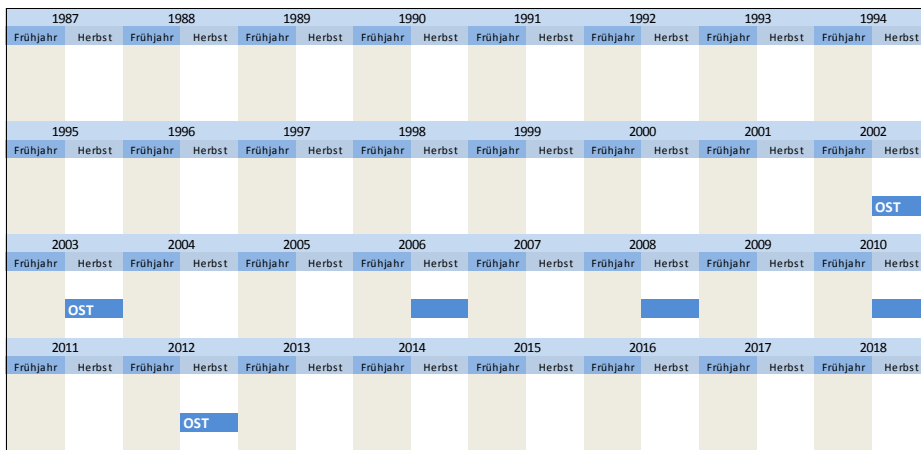 1987 1988 1989 1990 1991 1992 1993 1994
Frühjahr Herbst Frühjahr Herbst Frühjahr Herbst Frühjahr Herbst Frühjahr Herbst Frühjahr Herbst Frühjahr Herbst Frühjahr Herbst
1995 1996 1997 1998 1999 2000 2001 2002
Frühjahr Herbst Frühjahr Herbst Frühjahr Herbst Frühjahr Herbst Frühjahr Herbst Frühjahr Herbst Frühjahr Herbst Frühjahr Herbst
OST
2003 2004 2005 2006 2007 2008 2009 2010
Frühjahr Herbst Frühjahr Herbst Frühjahr Herbst Frühjahr Herbst Frühjahr Herbst Frühjahr Herbst Frühjahr Herbst Frühjahr Herbst
OST
2011 2012 2013 2014 2015 2016 2017 2018
Frühjahr Herbst Frühjahr Herbst Frühjahr Herbst Frühjahr Herbst Frühjahr Herbst Frühjahr Herbst Frühjahr Herbst Frühjahr Herbst
OST